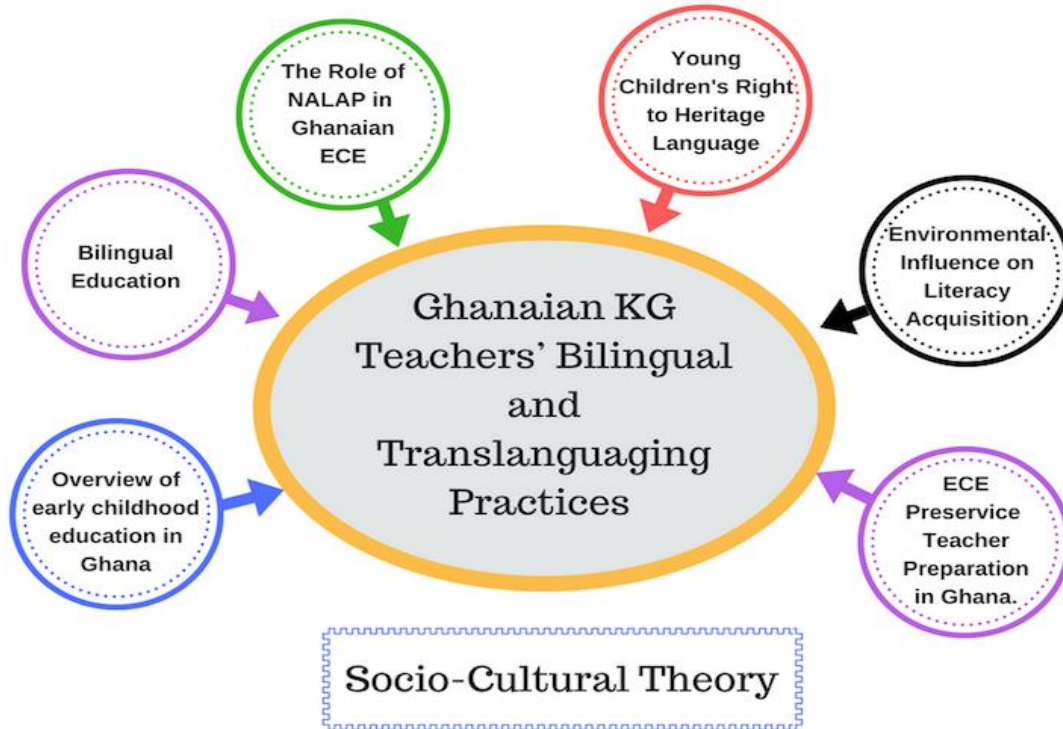 The Role of
NALAP in
Ghanaian
ECE
Young
Children's Right
to Heritage
Language
Bilingual
Education
Environmental
Influence on
Literacy
Acquisition
Ghanaian KG
Teachers’ Bilingual
and
Translanguaging
Practices
Overview of
early childhood
education in
Ghana
ECE
Preservice
Teacher
Preparation
in Ghana.
Socio-Cultural Theory